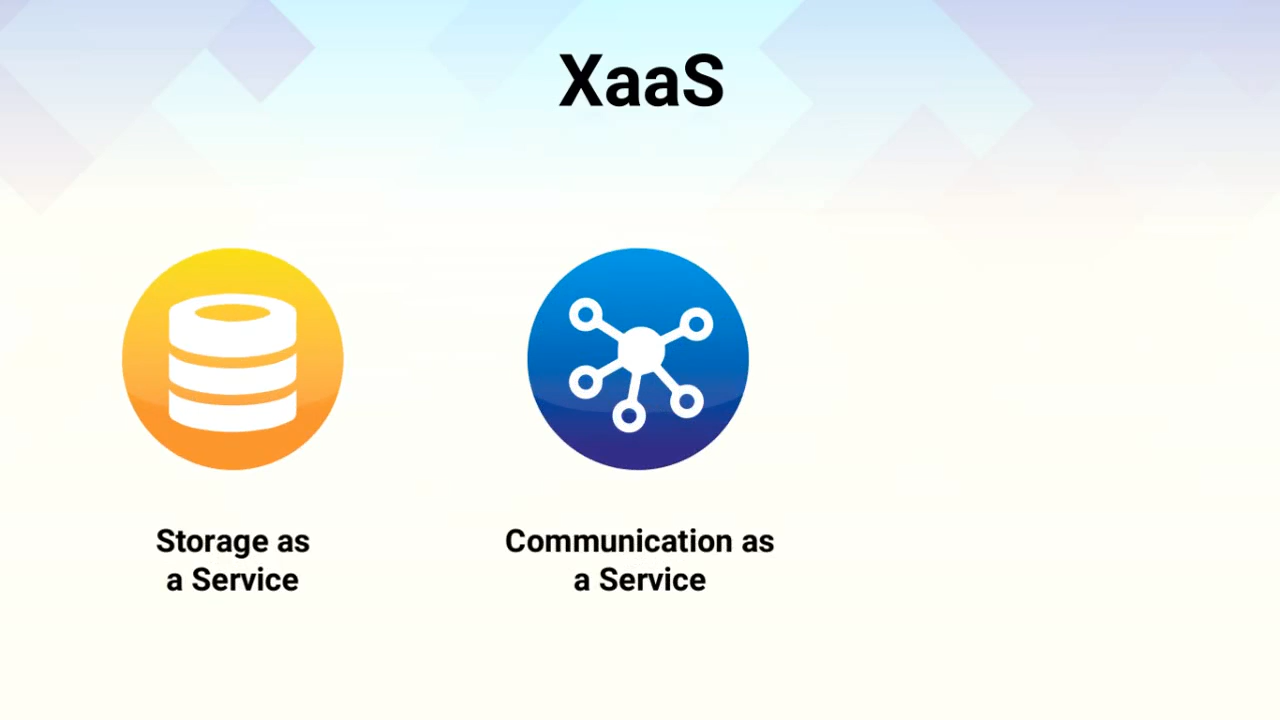 XaaS
Storage as
a Service
Communication as
a Service